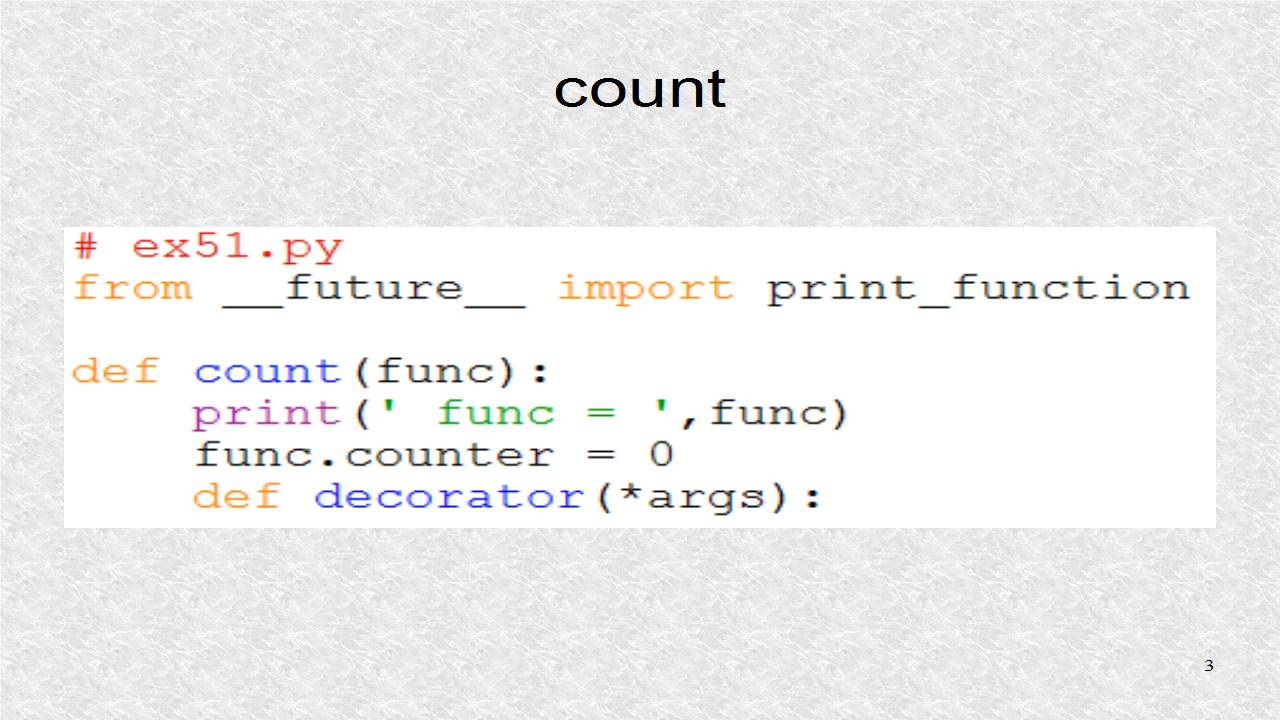 count
# ex51.py
from __future__ import print_function
def count(func):
    print(' func = ',func)
    func.counter = 0
    def decorator(*args):
3